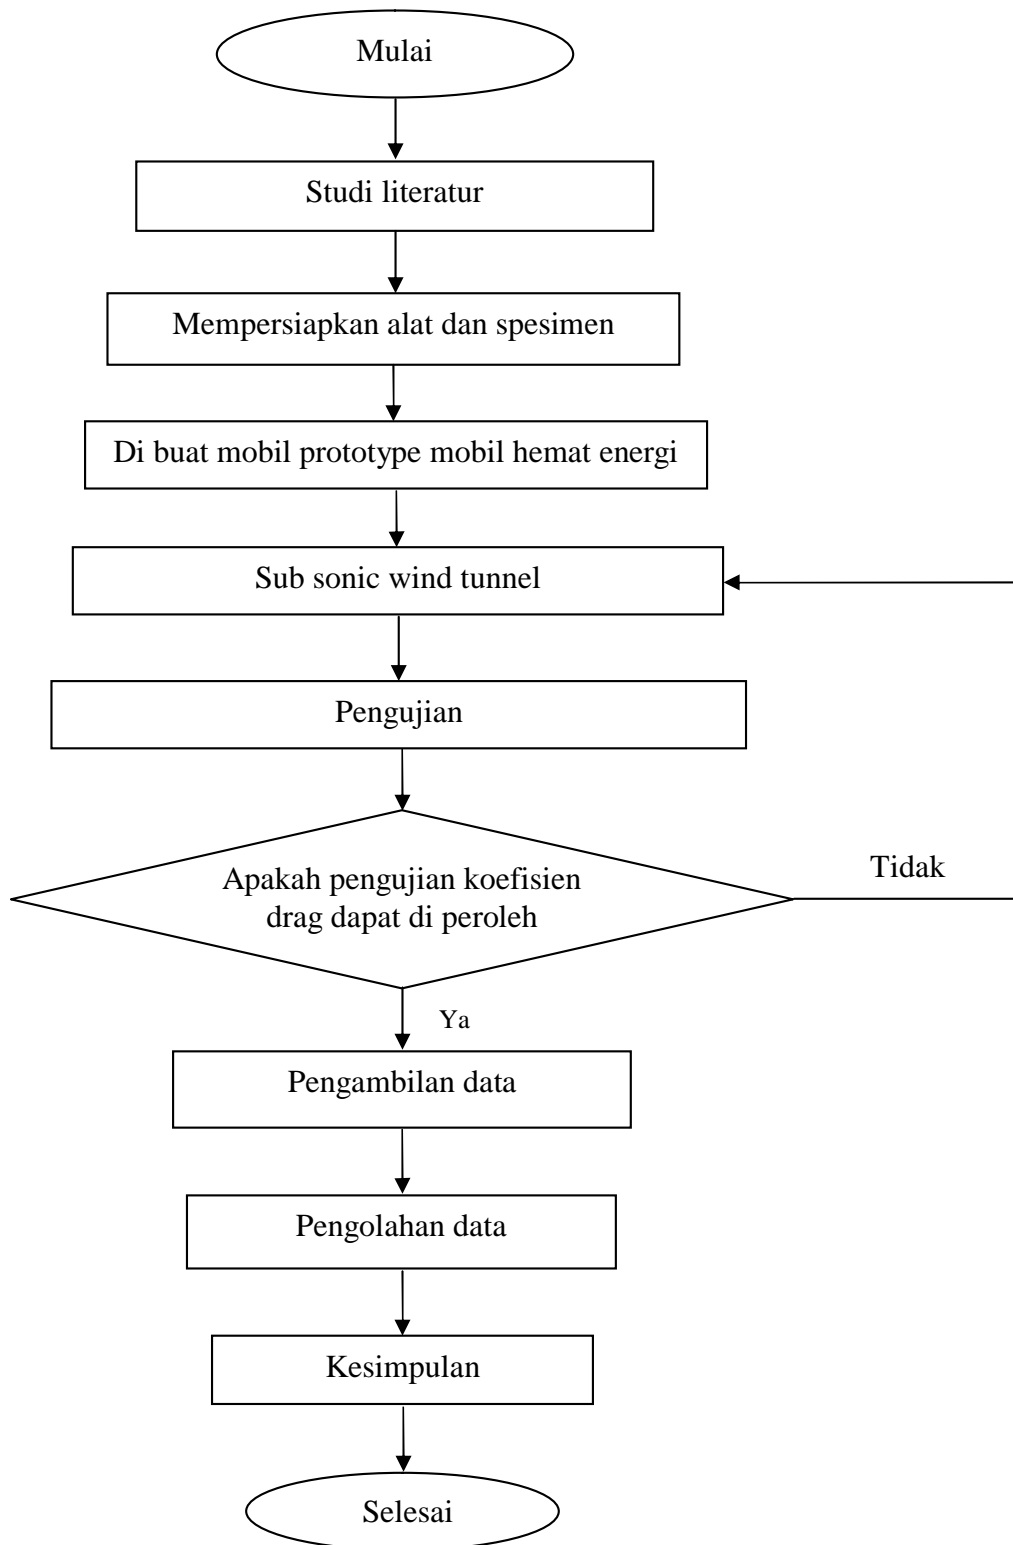 Mulai
Studi literatur
Mempersiapkan alat dan spesimen
Di buat mobil prototype mobil hemat energi
Sub sonic wind tunnel
Pengujian
Apakah pengujian koefisien
drag dapat di peroleh
Tidak
Ya
Pengambilan data
Pengolahan data
Kesimpulan
Selesai